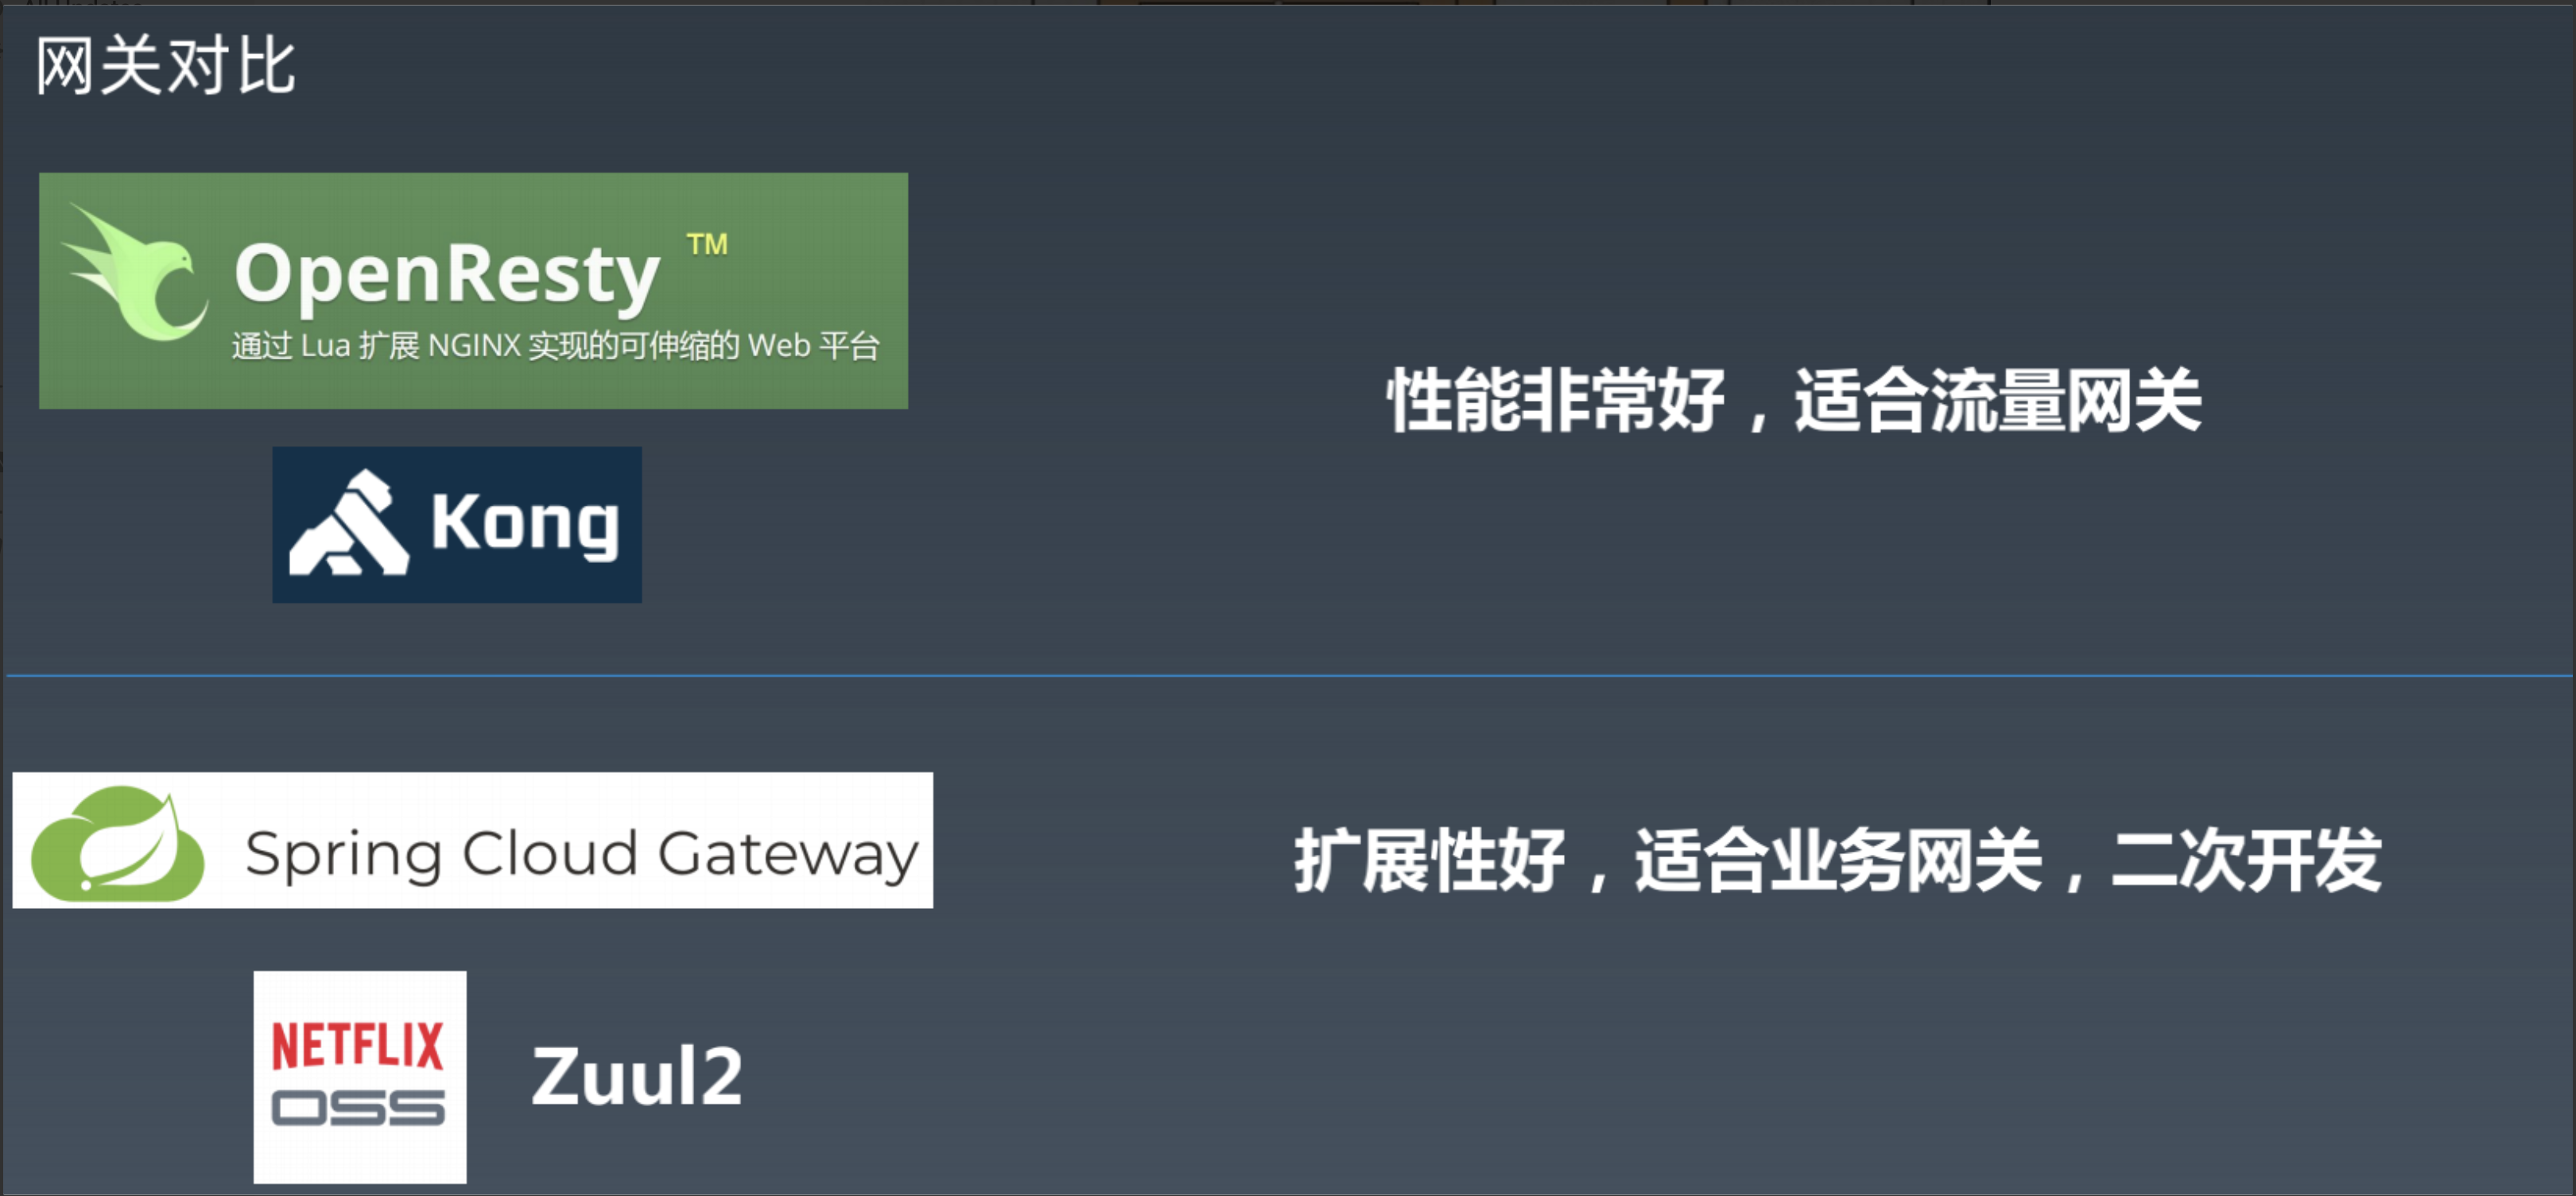 网关对比
OpenResty TM
通过 Lua 扩展 NGINX 实现的可伸缩的 Web 平台
性能非常好，适合流量网关
Kong
Spring Cloud Gateway
扩展性好，适合业务网关，二次开发
NETFLIX
OSS
Zuul2